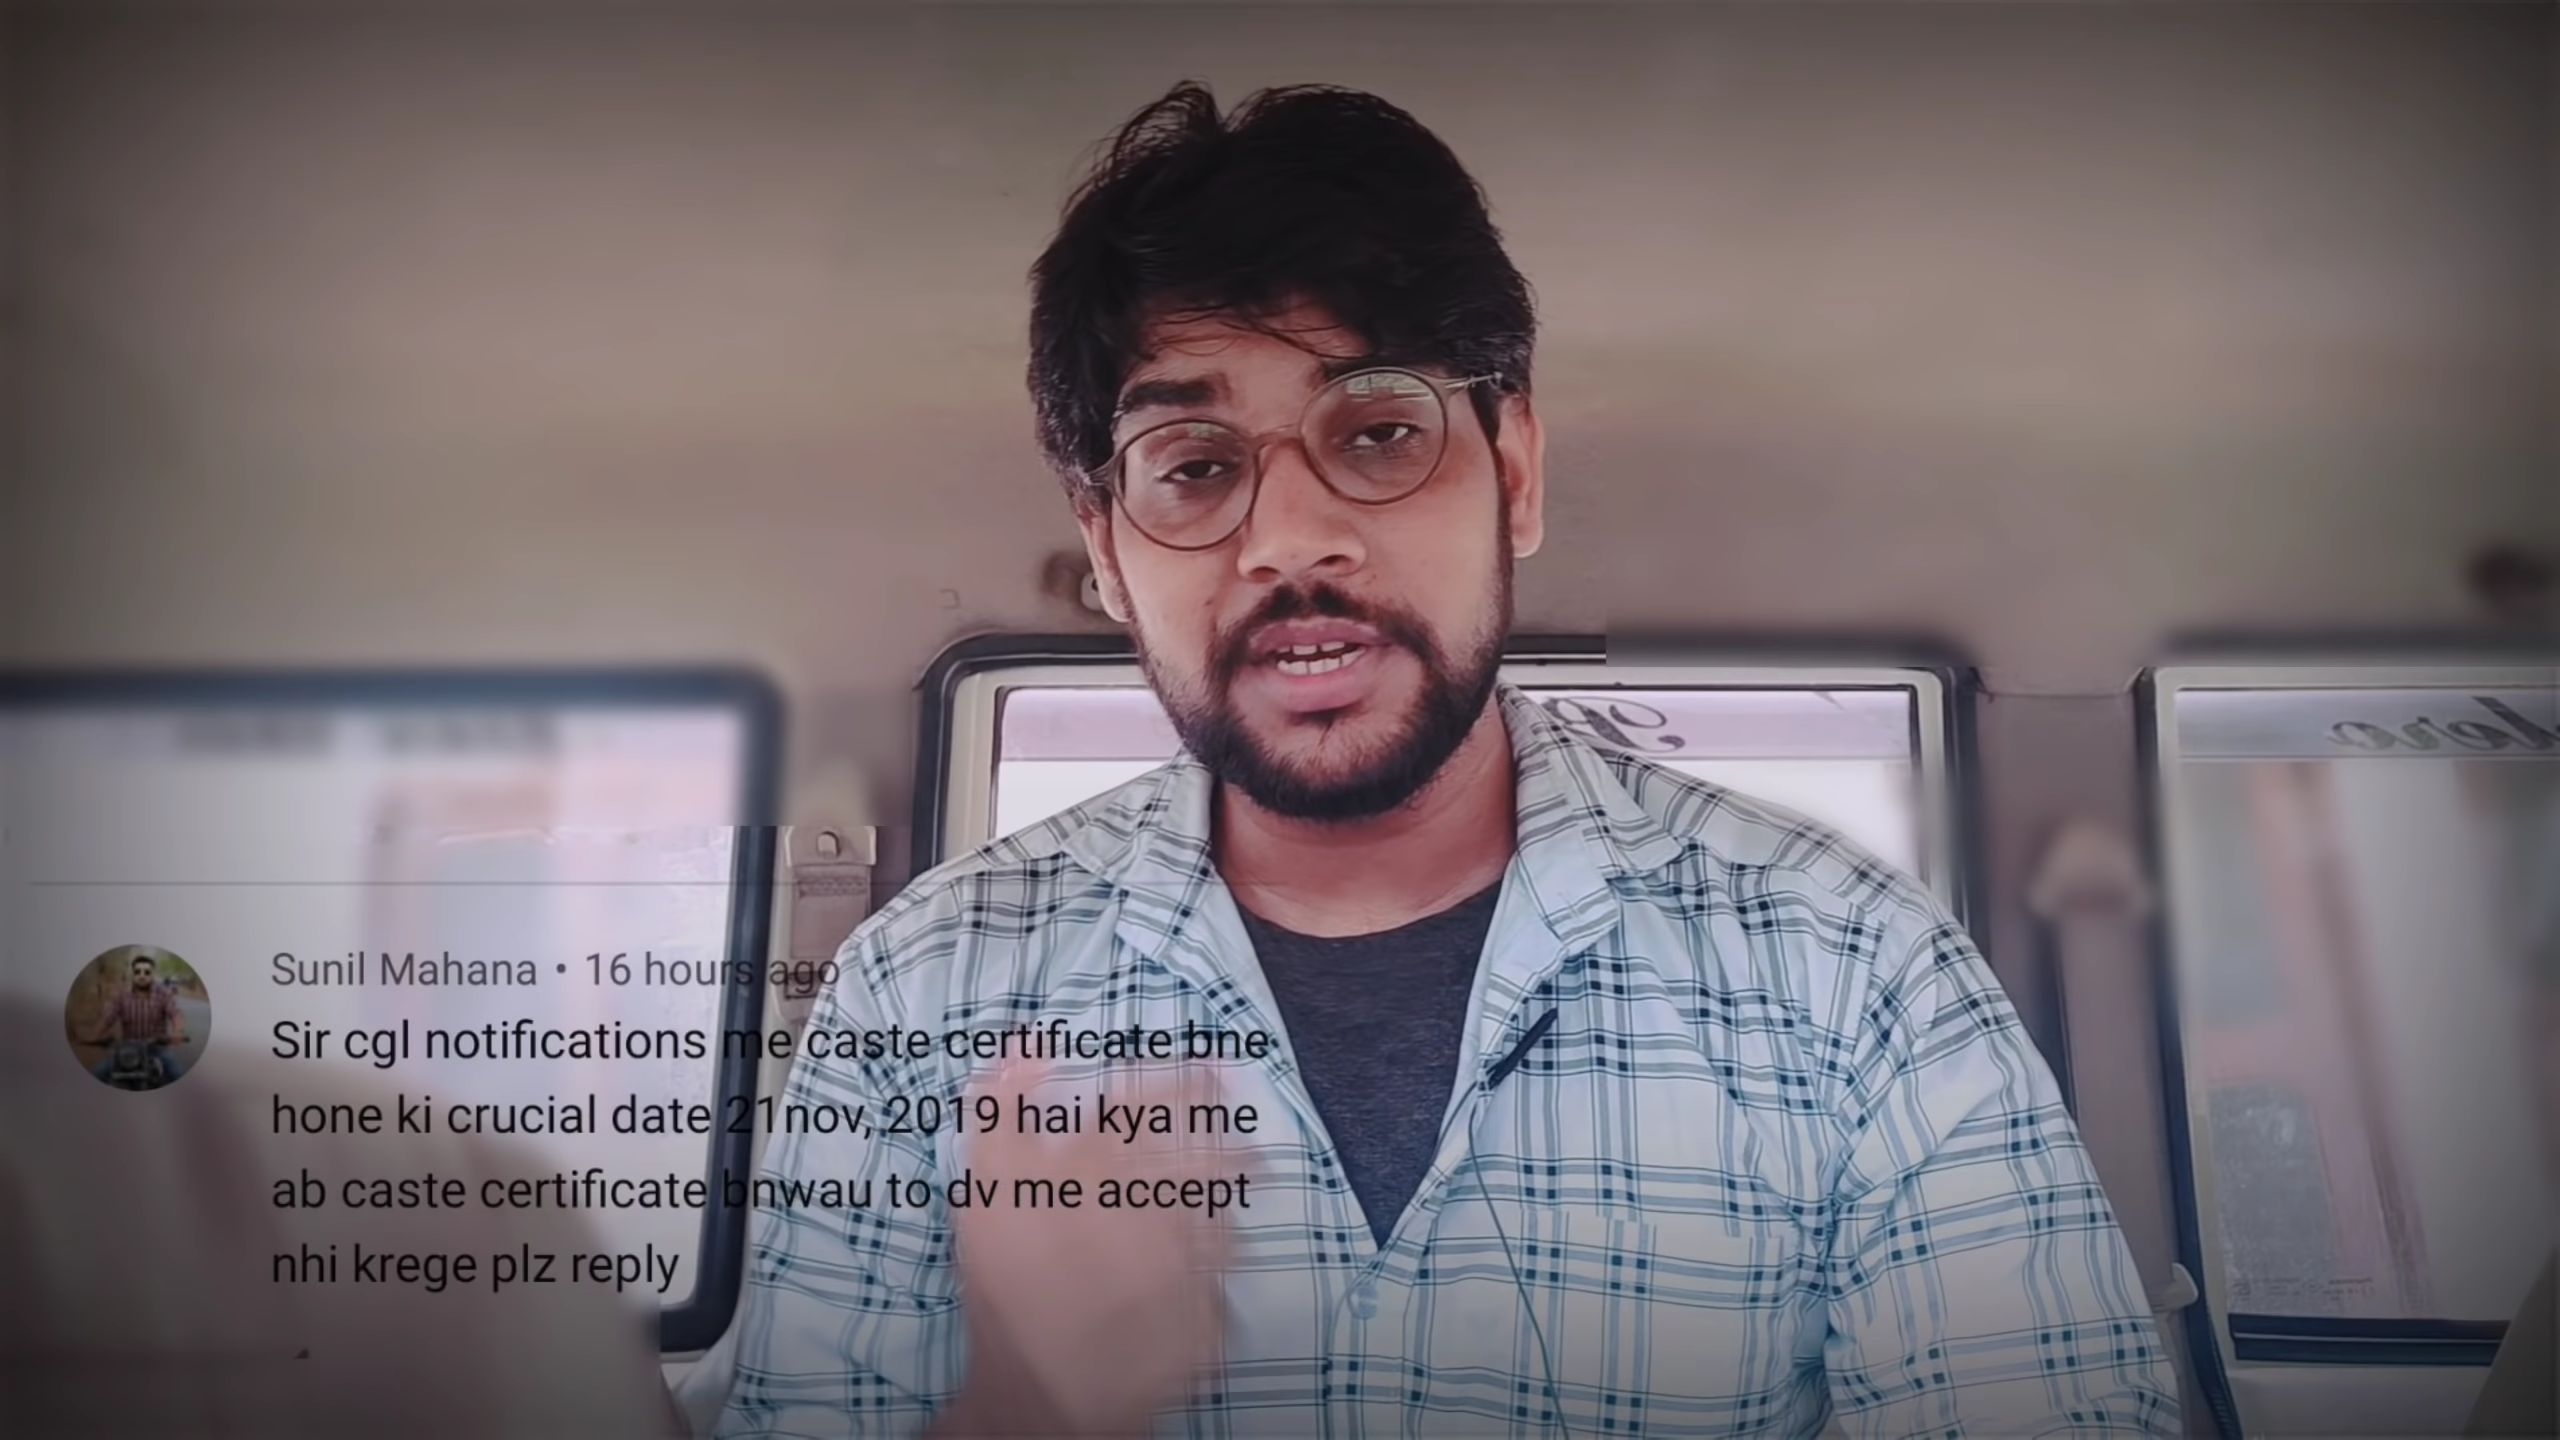 Sunil Mahana • 16 hours ago
Sir cgl notifications me caste certificate bne
hone ki crucial date 21nov, 2019 hai kya me
ab caste certificate bnwau to dv me accept
nhi krege plz reply